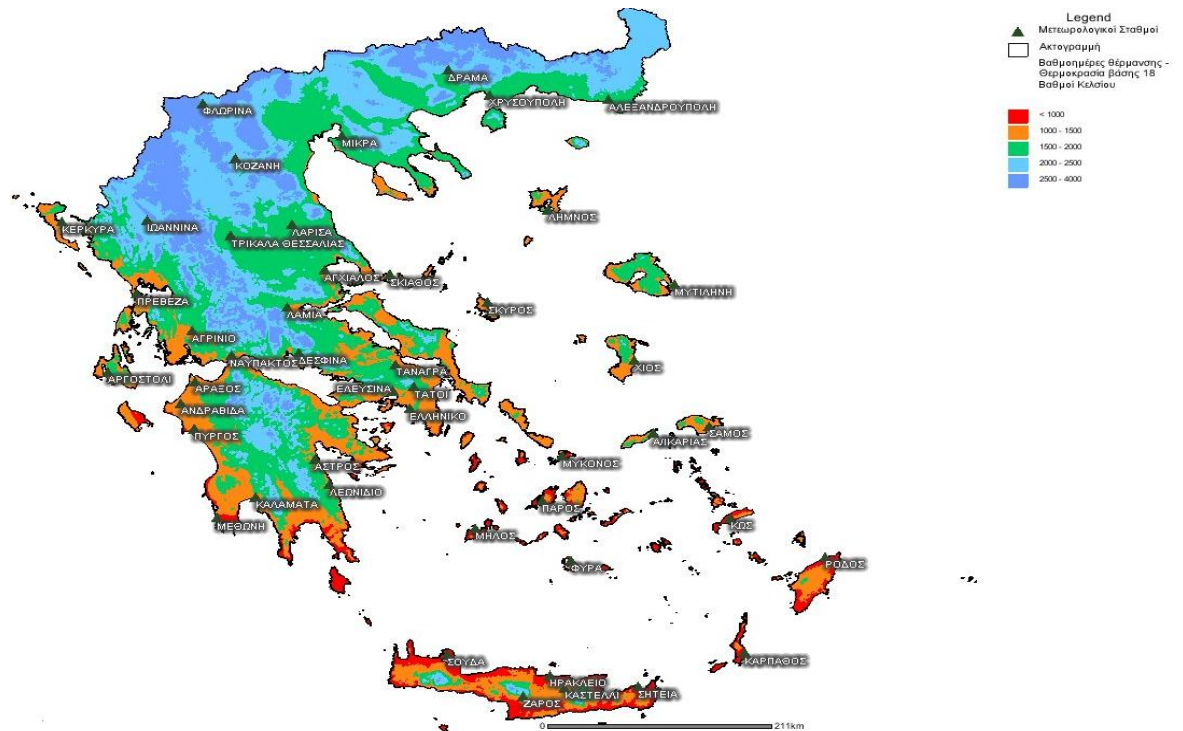 Legend
Μετεωρολογικοί Σταθμοί
Ακτογραμμή
Βαθμοημέρες θέρμανσης -
Θερμοκρασία βάσης 18
Βαθμοί Κελσίου
< 1000
1000 - 1500
1500 - 2000
2000 - 2500
2500 - 4000
ΔΡΑΜΑ
ΧΡΥΣΟΥΠΟΛΗ
ΑΛΕΞΑΝΔΡΟΥΠΟΛΗ
ΦΛΩΡΙΝΑ
ΜΙΚΡΑ
ΚΟΖΑΝΗ
ΛΗΜΝΟΣ
ΚΕΡΚΥΡΑ
ΙΩΑΝΝΙΝΑ
ΛΑΡΙΣΑ
ΤΡΙΚΑΛΑ ΘΕΣΣΑΛΙΑΣ
ΑΓΧΙΑΛΟΣ
ΣΚΙΑΘΟΣ
ΜΥΤΙΛΗΝΗ
ΠΡΕΒΕΖΑ
ΣΚΥΡΟΣ
ΛΑΜΙΑ
ΑΓΡΙΝΙΟ
ΝΑΥΠΑΚΤΟΣ
ΔΕΣΦΙΝΑ
ΧΙΟΣ
ΑΡΓΟΣΤΟΛΙ
ΤΑΝΑΓΡΑ
ΑΡΑΞΟΣ
ΕΛΕΥΣΙΝΑ
ΤΑΤΟΙ
ΑΝΔΡΑΒΙΔΑ
ΕΛΛΗΝΙΚΟ
ΠΥΡΓΟΣ
ΣΑΜΟΣ
ΑΙΚΑΡΙΑΣ
ΑΣΤΡΟΣ
ΜΥΚΟΝΟΣ
ΛΕΩΝΙΔΙΟ
ΚΑΛΑΜΑΤΑ
ΠΑΡΟΣ
ΜΕΘΩΝΗ
ΚΩΣ
ΜΗΛΟΣ
ΡΟΔΟΣ
ΦΥΡΑ
ΣΟΥΔΑ
ΚΑΡΠΑΘΟΣ
ΗΡΑΚΛΕΙΟ
ΚΑΣΤΕΛΛΙ
ΣΗΤΕΙΑ
ΖΑΡΟΣ
0
211km